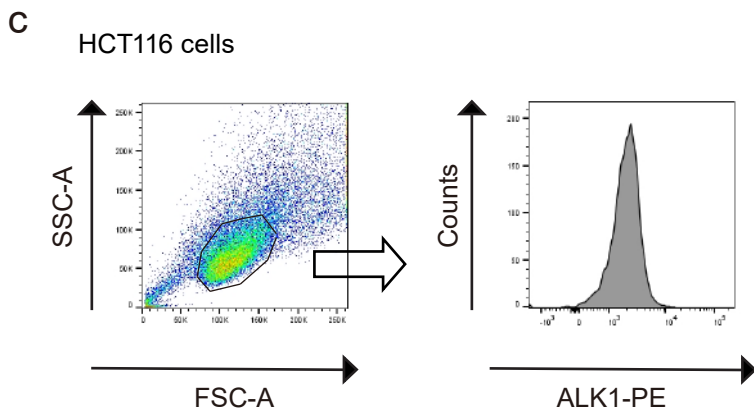 C
HCT116 cells
SSC-A
250K
200K
150K
100K
50K
0
0 50K 100K 150K 200K 250K
FSC-A
Counts
200
150
100
50
0
-10³ 0 10³ 10⁴ 10⁵
ALK1-PE